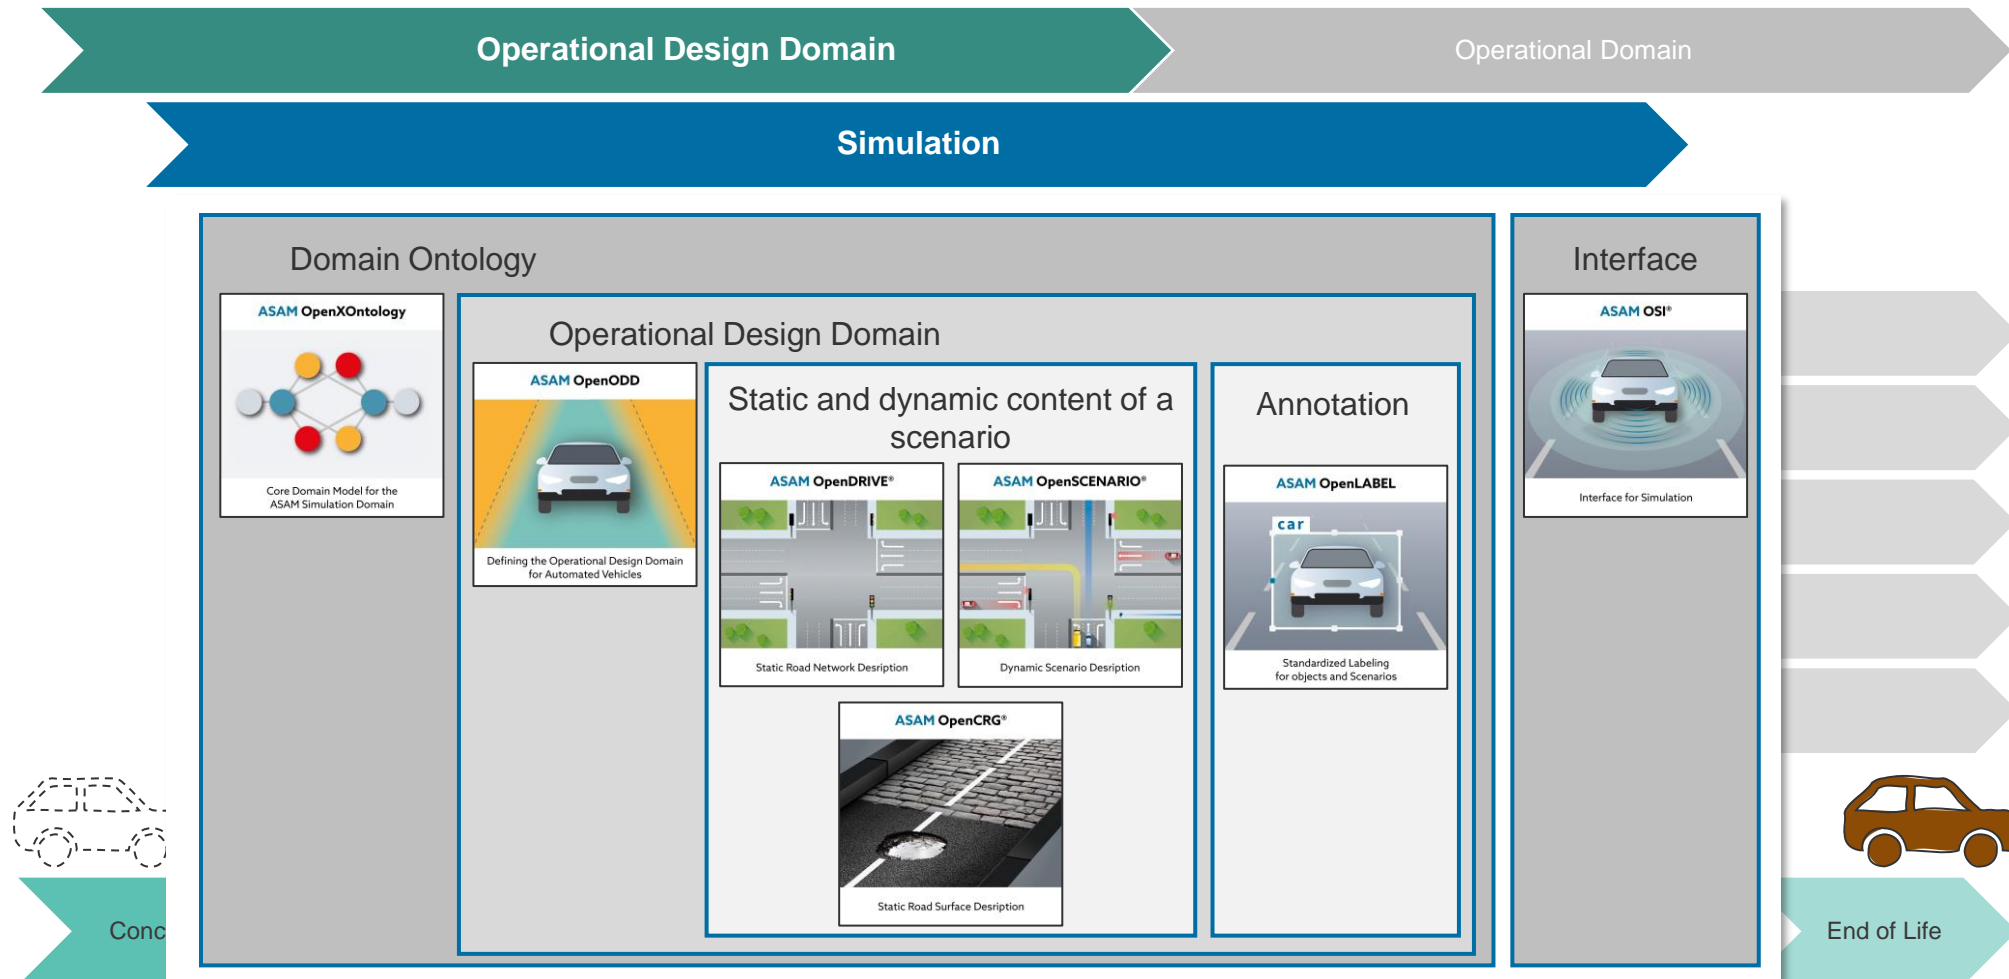 Operational Design Domain
Operational Domain
Simulation
Domain Ontology
Interface
ASAM OpenXOntology
Core Domain Model for the
ASAM Simulation Domain
Operational Design Domain
ASAM OpenODD
Defining the Operational Design Domain
for Automated Vehicles
Static and dynamic content of a
scenario
ASAM OpenDRIVE®
Static Road Network Desription
ASAM OpenSCENARIO®
Dynamic Scenario Desription
ASAM OpenCRG®
Static Road Surface Desription
Annotation
ASAM OpenLABEL
car
Standardized Labeling
for objects and Scenarios
ASAM OSI®
Interface for Simulation
Conc
End of Life